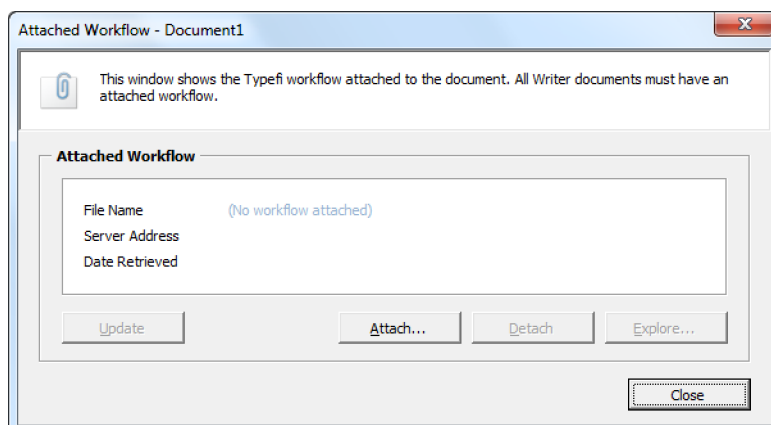 Attached Workflow - Document1
This window shows the Typefi workflow attached to the document. All Writer documents must have an
attached workflow.
Attached Workflow
File Name (No workflow attached)
Server Address
Date Retrieved
Update Attach... Detach Explore...
Close